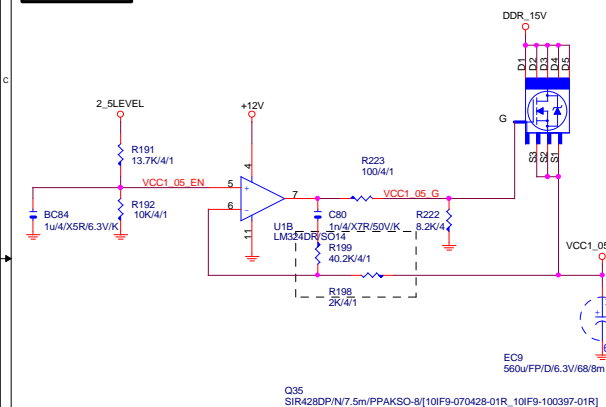 DDR_15V
D1
D2
D3
D4
D5
C
2_5LEVEL
+12V
G
R191
13.7K/4/1
4
R223
100/4/1
S3
S2
S1
VCC1_05_EN
5
+
7
VCC1_05_G
6
-
BC84
1u/4/X5R/6.3V/K
R192
10K/4/1
C80
1n/4/X7R/50V/K
R222
8.2K/4
11
U1B
LM324DR/SO14
R199
40.2K/4/1
VCC1_05
R198
2K/4/1
+
EC9
560u/FP/D/6.3V/68/8m
Q35
SIR428DP/N/7.5m/PPAKSO-8/[10IF9-070428-01R_10IF9-100397-01R]